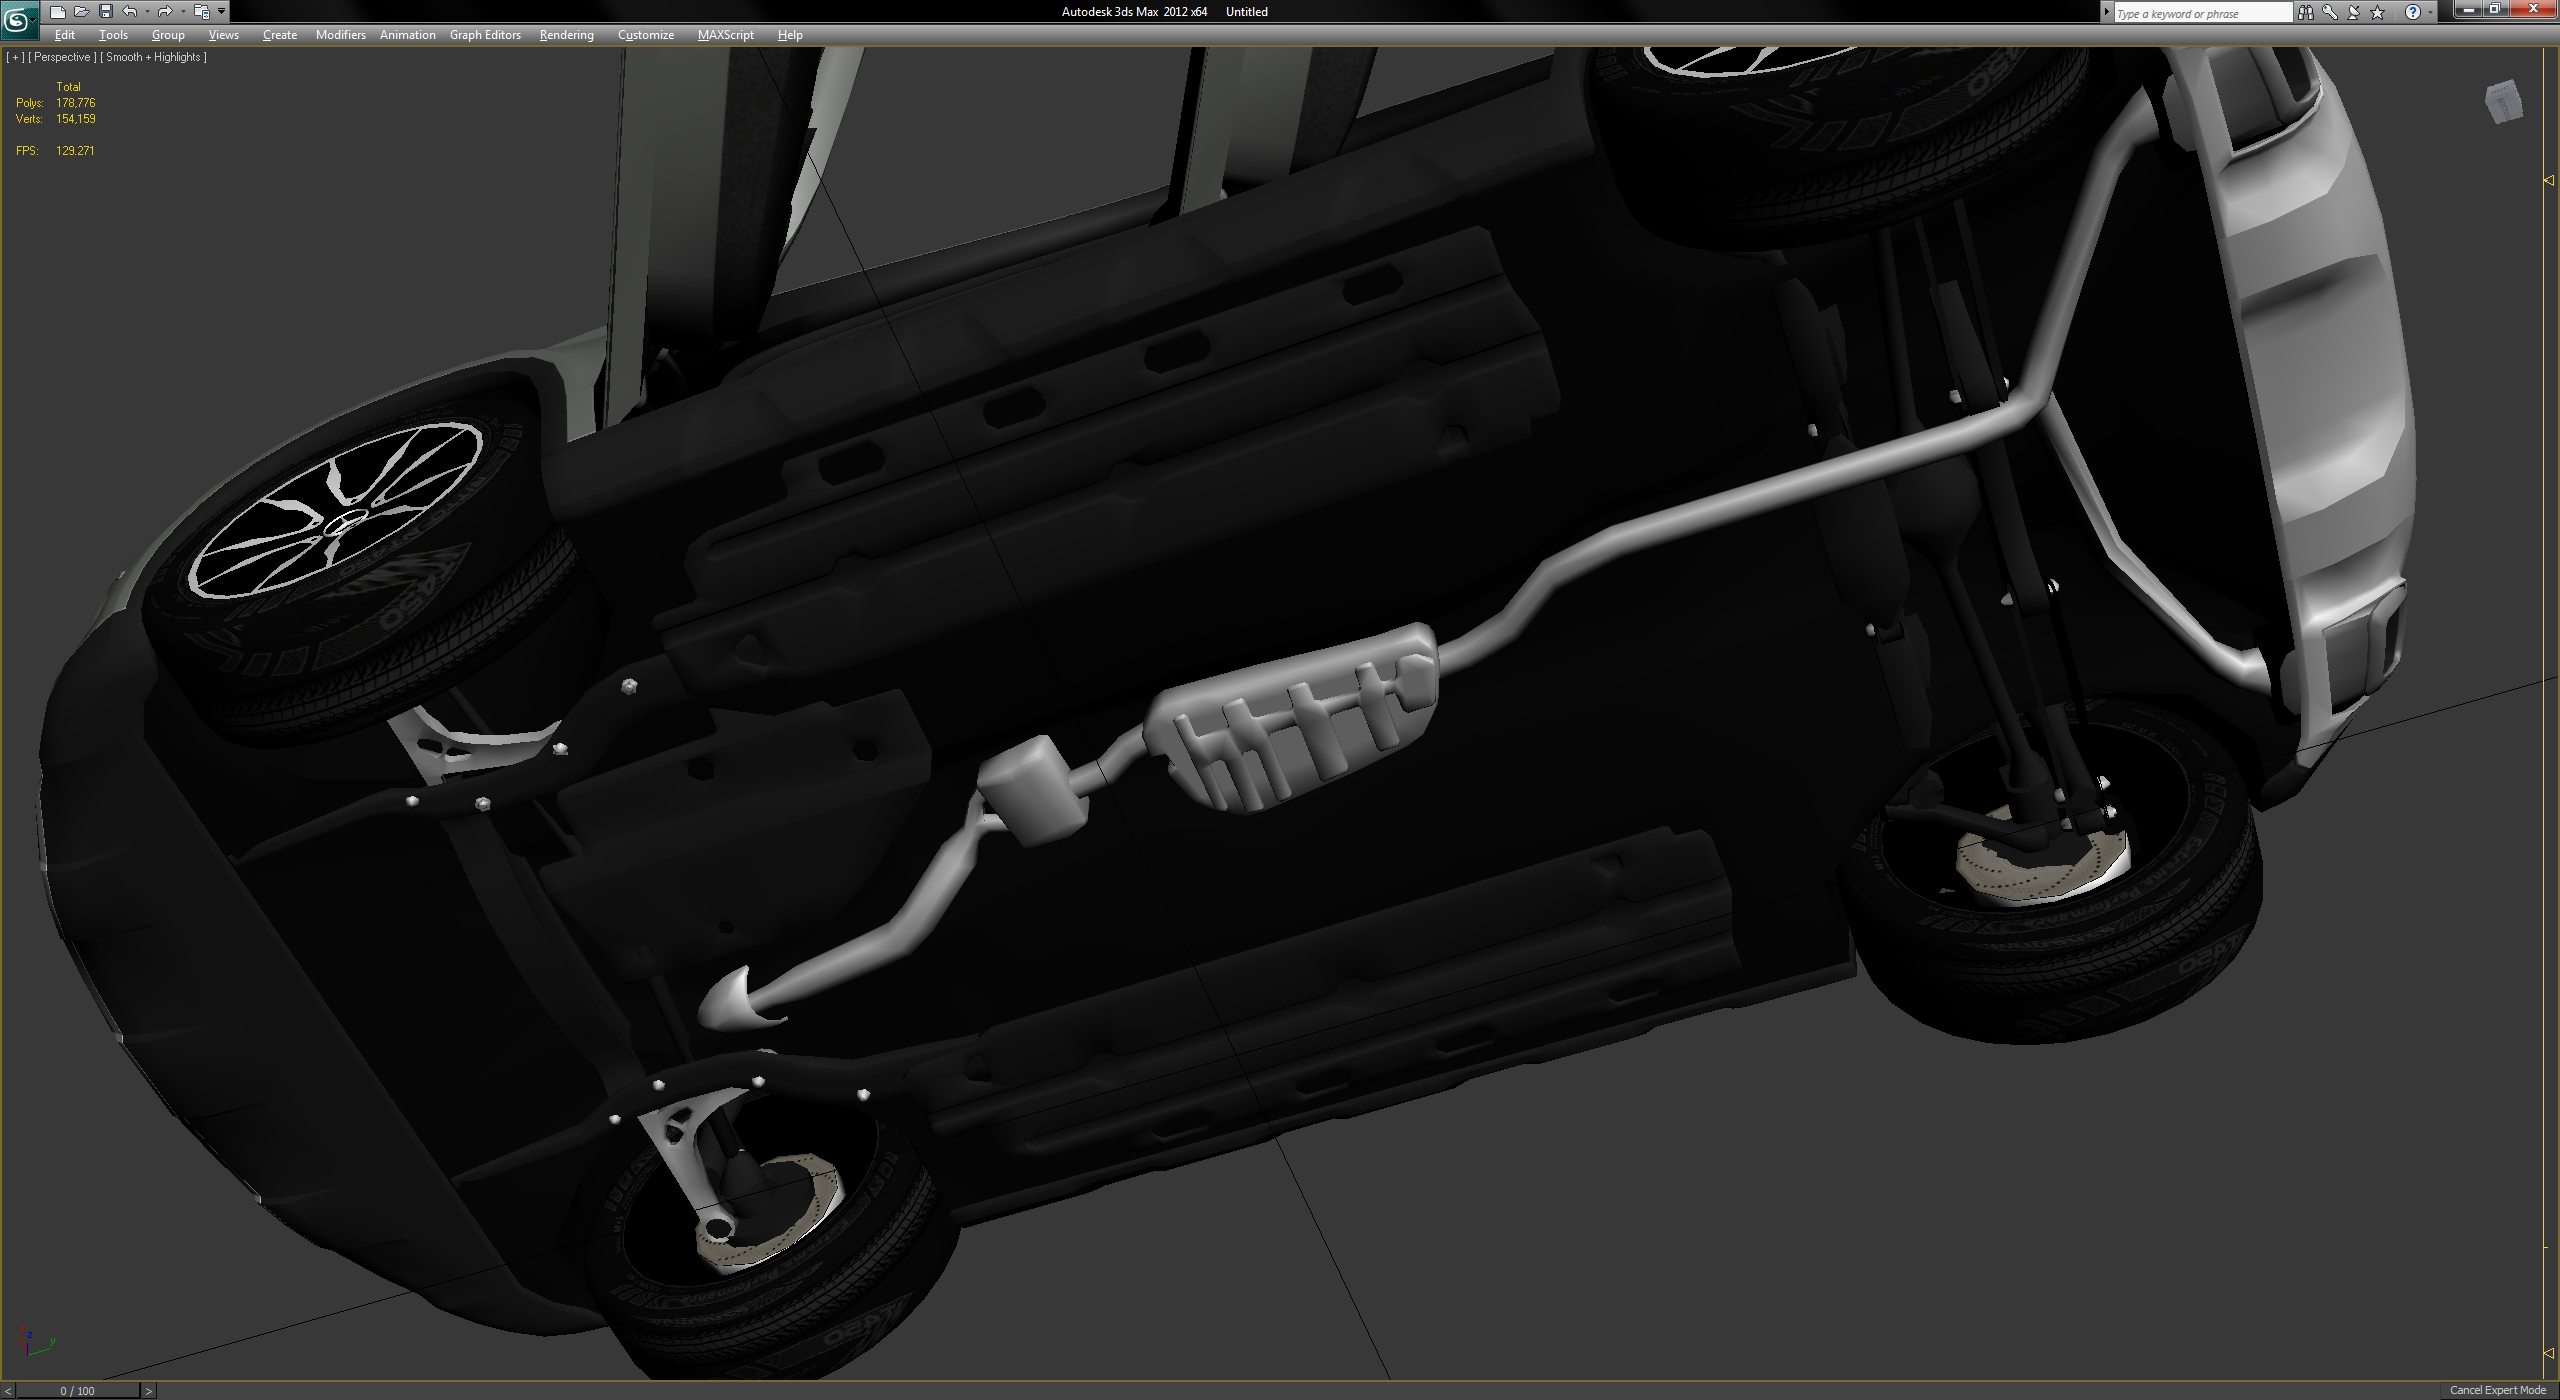 Autodesk 3ds Max 2012 x64 Untitled
Type a keyword or phrase
Edit Tools Group Views Create Modifiers Animation Graph Editors Rendering Customize MAXScript Help
[ + ] [ Perspective ] [ Smooth + Highlights ]
Total
Polys: 178,776
Verts: 154,159
FPS: 129.271
z
y
< 0 / 100 >
Cancel Expert Mode